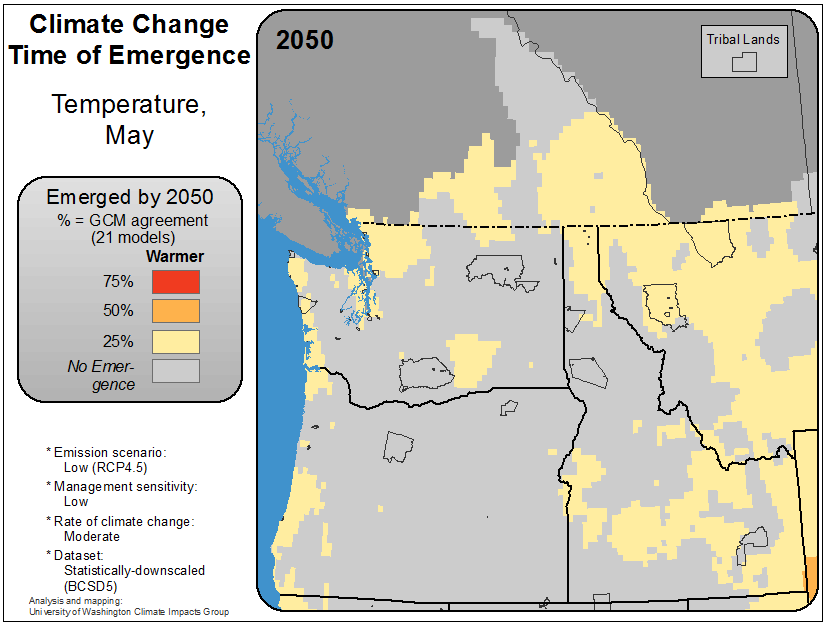 Climate Change
Time of Emergence
Temperature,
May
Emerged by 2050
% = GCM agreement
(21 models)
Warmer
75%
50%
25%
No Emer-
gence
* Emission scenario:
Low (RCP4.5)
* Management sensitivity:
Low
* Rate of climate change:
Moderate
* Dataset:
Statistically-downscaled
(BCSD5)
Analysis and mapping:
University of Washington Climate Impacts Group
2050
Tribal Lands